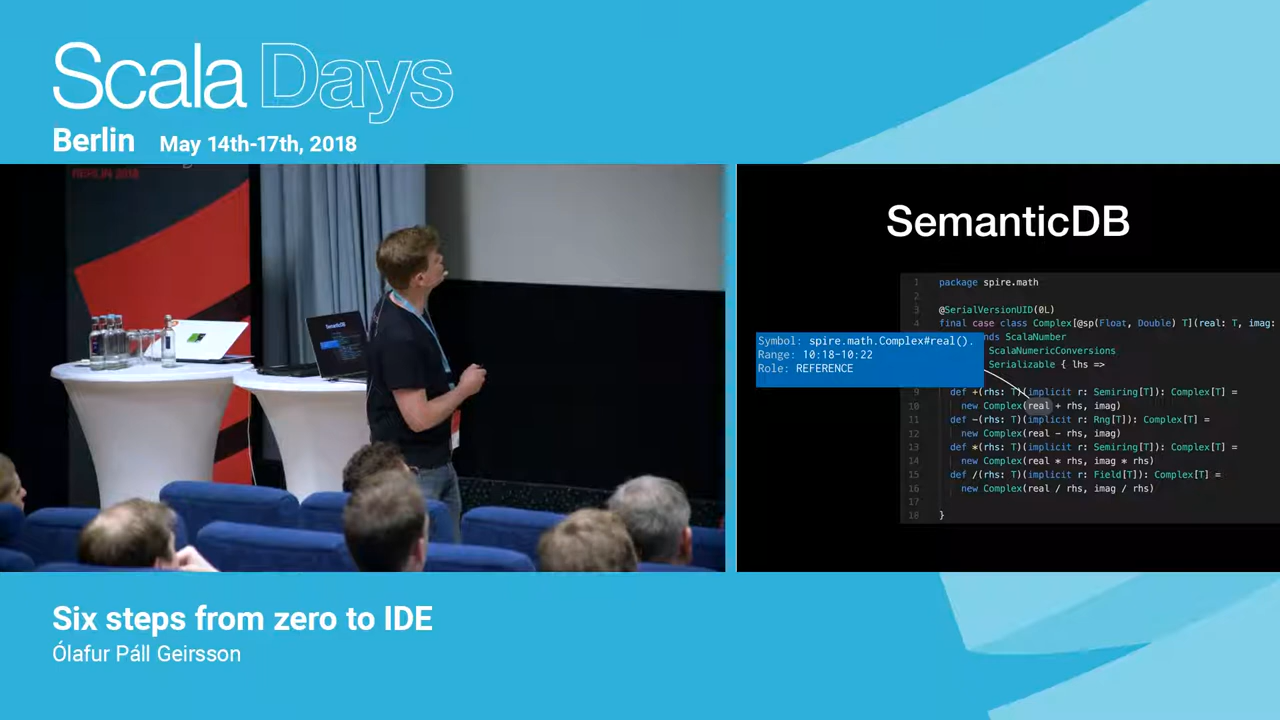 Scala Days
Berlin May 14th-17th, 2018
BERLIN 2018
SemanticDB
SemanticDB
1 package spire.math
2
3 @SerialVersionUID(0L)
4 final case class Complex[@sp(Float, Double) T](real: T, imag:
nds ScalaNumber
ScalaNumericConversions
Serializable { lhs =>
Symbol: spire.math.Complex#real().
Range: 10:18-10:22
Role: REFERENCE
9 def +(rhs: T)(implicit r: Semiring[T]): Complex[T] =
10 new Complex(real + rhs, imag)
11 def -(rhs: T)(implicit r: Rng[T]): Complex[T] =
12 new Complex(real - rhs, imag)
13 def *(rhs: T)(implicit r: Semiring[T]): Complex[T] =
14 new Complex(real * rhs, imag * rhs)
15 def /(rhs: T)(implicit r: Field[T]): Complex[T] =
16 new Complex(real / rhs, imag / rhs)
17
18 }
Six steps from zero to IDE
Ólafur Páll Geirsson